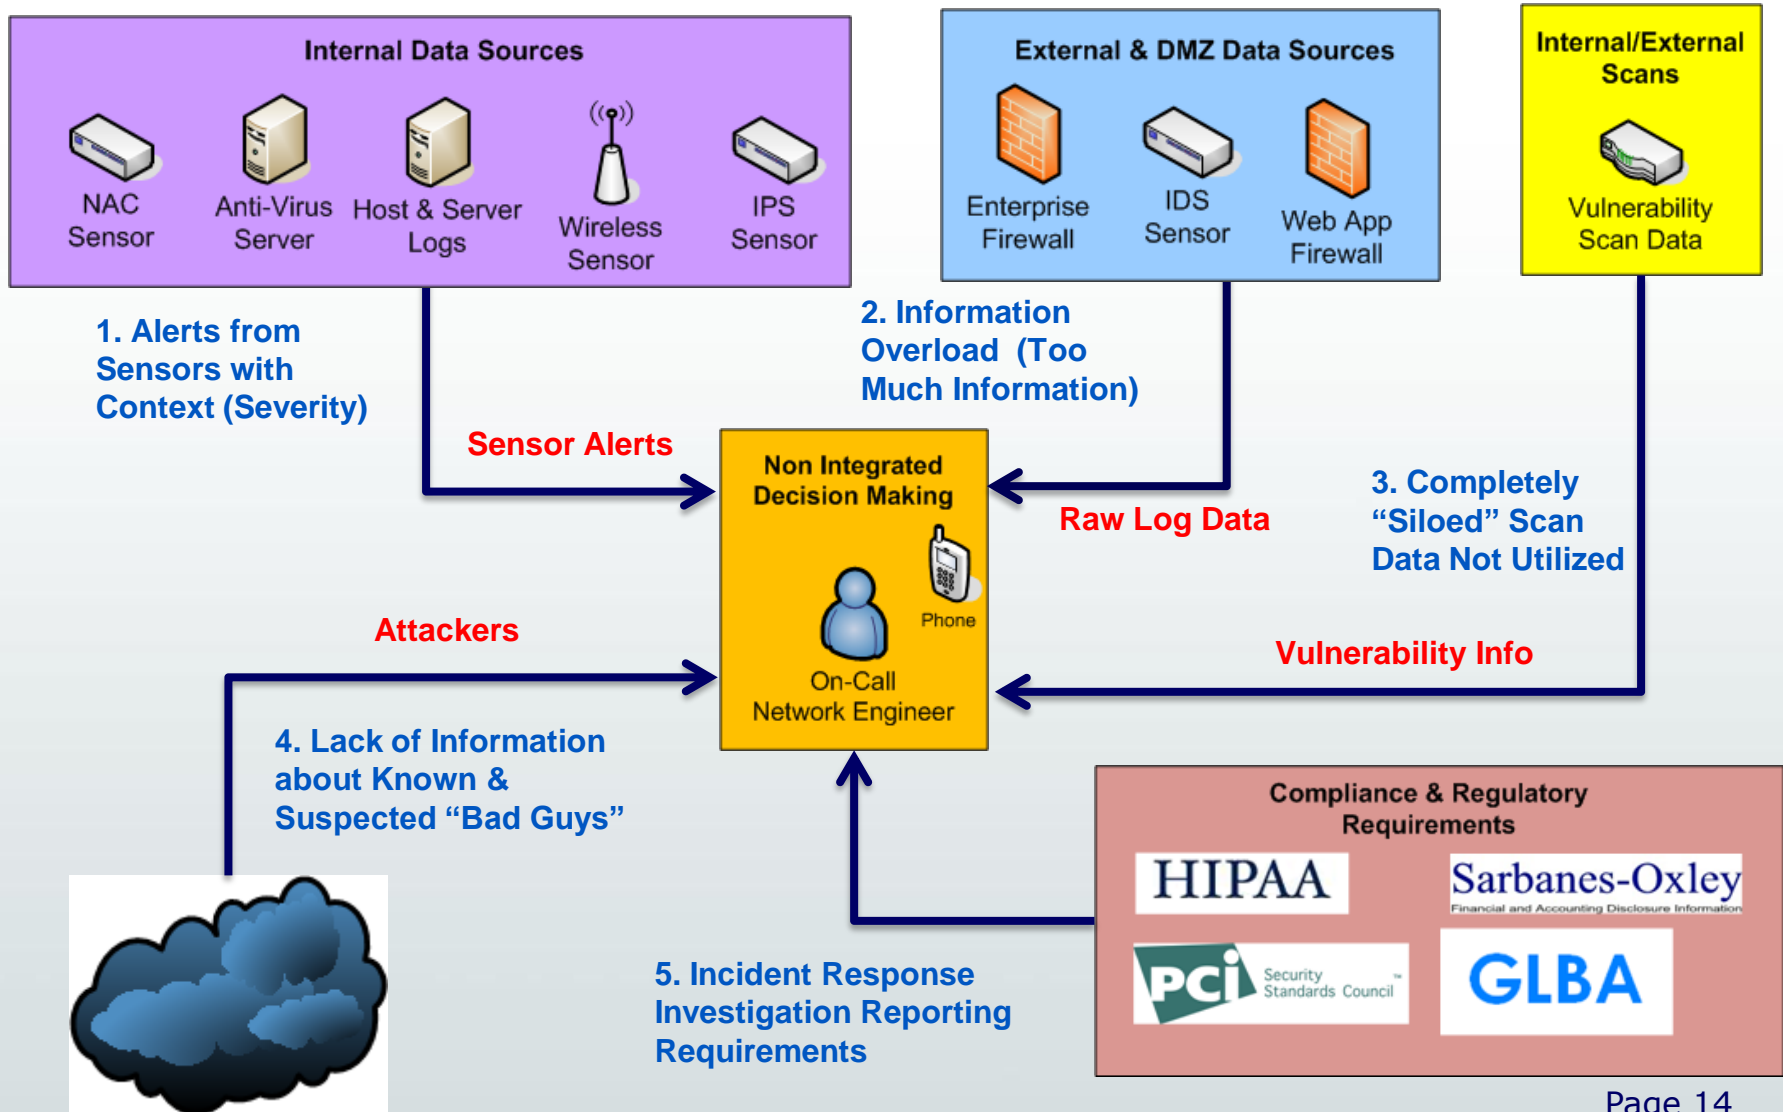 Internal Data Sources
NAC
Sensor
Anti-Virus
Server
Host & Server
Logs
Wireless
Sensor
IPS
Sensor
External & DMZ Data Sources
Enterprise
Firewall
IDS
Sensor
Web App
Firewall
Internal/External
Scans
Vulnerability
Scan Data
1. Alerts from
Sensors with
Context (Severity)
2. Information
Overload (Too
Much Information)
Sensor Alerts
Non Integrated
Decision Making
Phone
On-Call
Network Engineer
Raw Log Data
3. Completely
“Siloed” Scan
Data Not Utilized
Attackers
Vulnerability Info
4. Lack of Information
about Known &
Suspected “Bad Guys”
Compliance & Regulatory
Requirements
HIPAA
Sarbanes-Oxley
Financial and Accounting Disclosure Information
PCi
Security
Standards Council
™
GLBA
5. Incident Response
Investigation Reporting
Requirements
Page 14